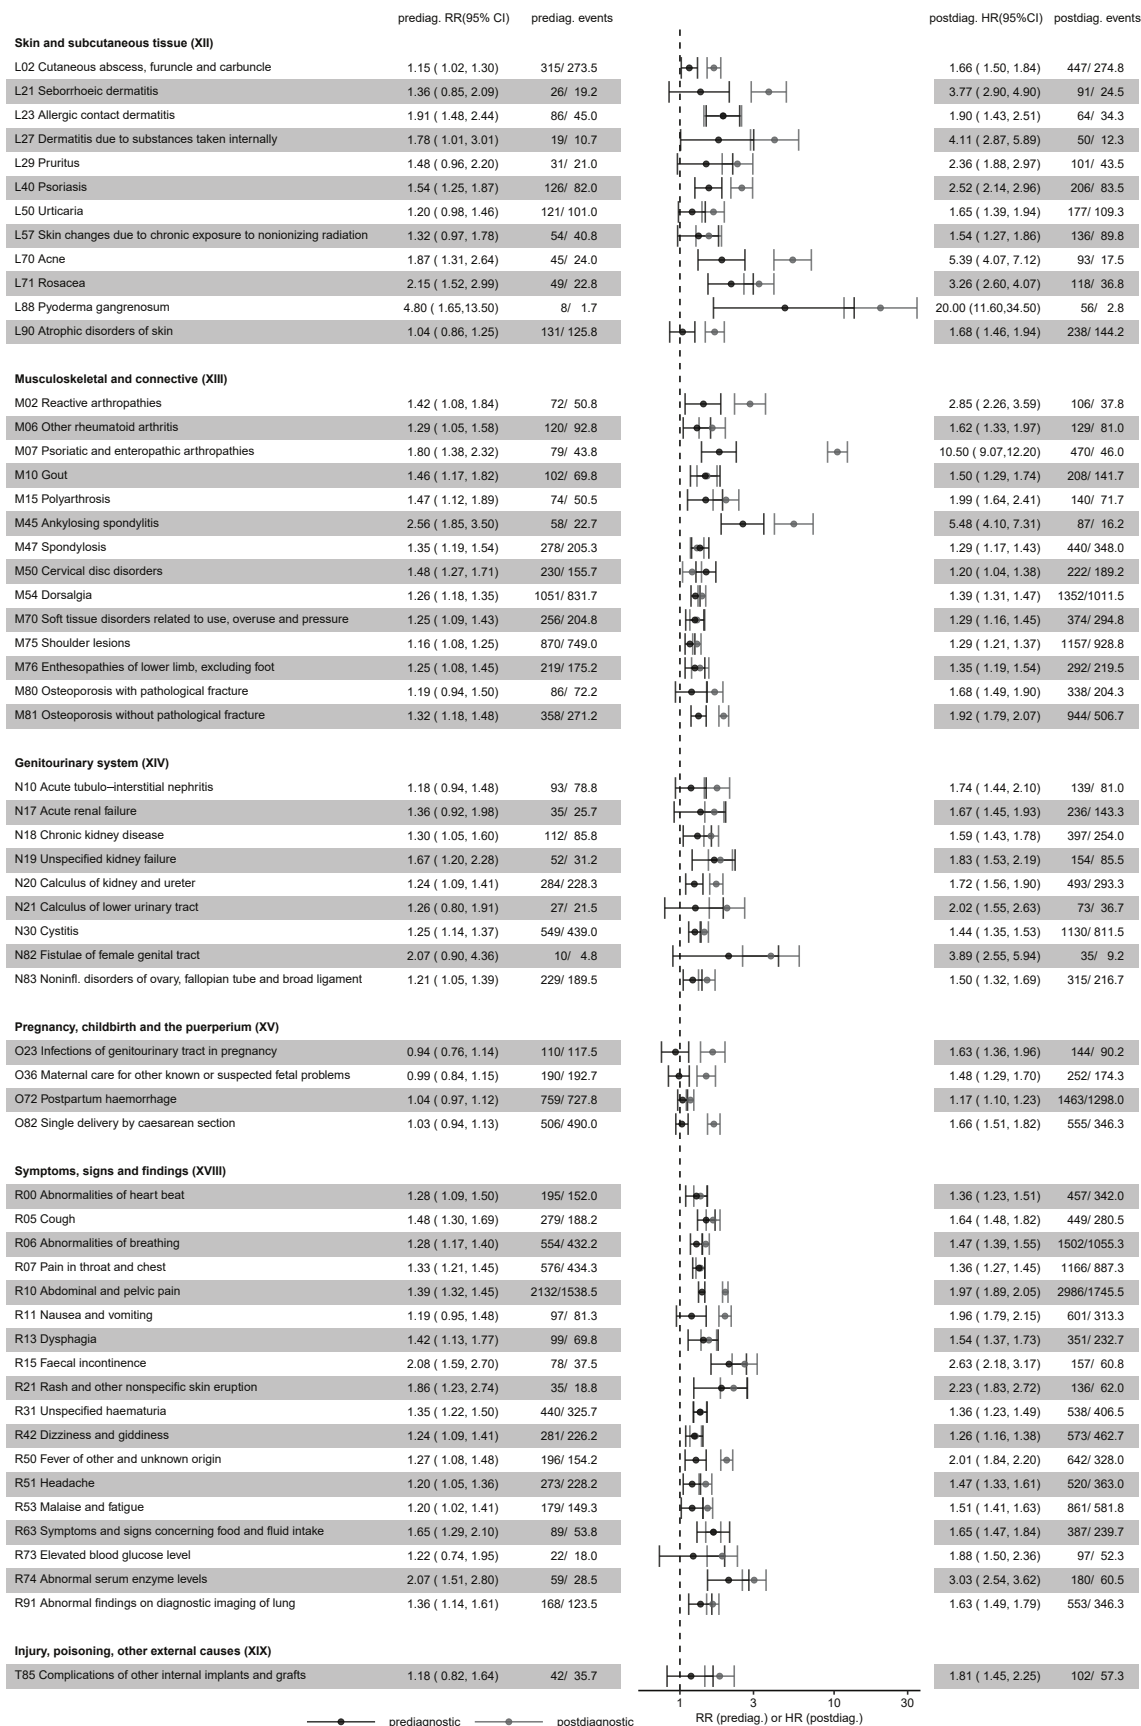 prediag. RR(95% CI) prediag. events postdiag. HR(95%CI) postdiag. events
Skin and subcutaneous tissue (XII)
L02 Cutaneous abscess, furuncle and carbuncle 1.15 ( 1.02, 1.30) 315/ 273.5 1.66 ( 1.50, 1.84) 447/ 274.8
L21 Seborrhoeic dermatitis 1.36 ( 0.85, 2.09) 26/ 19.2 3.77 ( 2.90, 4.90) 91/ 24.5
L23 Allergic contact dermatitis 1.91 ( 1.48, 2.44) 86/ 45.0 1.90 ( 1.43, 2.51) 64/ 34.3
L27 Dermatitis due to substances taken internally 1.78 ( 1.01, 3.01) 19/ 10.7 4.11 ( 2.87, 5.89) 50/ 12.3
L29 Pruritus 1.48 ( 0.96, 2.20) 31/ 21.0 2.36 ( 1.88, 2.97) 101/ 43.5
L40 Psoriasis 1.54 ( 1.25, 1.87) 126/ 82.0 2.52 ( 2.14, 2.96) 206/ 83.5
L50 Urticaria 1.20 ( 0.98, 1.46) 121/ 101.0 1.65 ( 1.39, 1.94) 177/ 109.3
L57 Skin changes due to chronic exposure to nonionizing radiation 1.32 ( 0.97, 1.78) 54/ 40.8 1.54 ( 1.27, 1.86) 136/ 89.8
L70 Acne 1.87 ( 1.31, 2.64) 45/ 24.0 5.39 ( 4.07, 7.12) 93/ 17.5
L71 Rosacea 2.15 ( 1.52, 2.99) 49/ 22.8 3.26 ( 2.60, 4.07) 118/ 36.8
L88 Pyoderma gangrenosum 4.80 ( 1.65,13.50) 8/ 1.7 20.00 (11.60,34.50) 56/ 2.8
L90 Atrophic disorders of skin 1.04 ( 0.86, 1.25) 131/ 125.8 1.68 ( 1.46, 1.94) 238/ 144.2
Musculoskeletal and connective (XIII)
M02 Reactive arthropathies 1.42 ( 1.08, 1.84) 72/ 50.8 2.85 ( 2.26, 3.59) 106/ 37.8
M06 Other rheumatoid arthritis 1.29 ( 1.05, 1.58) 120/ 92.8 1.62 ( 1.33, 1.97) 129/ 81.0
M07 Psoriatic and enteropathic arthropathies 1.80 ( 1.38, 2.32) 79/ 43.8 10.50 ( 9.07,12.20) 470/ 46.0
M10 Gout 1.46 ( 1.17, 1.82) 102/ 69.8 1.50 ( 1.29, 1.74) 208/ 141.7
M15 Polyarthrosis 1.47 ( 1.12, 1.89) 74/ 50.5 1.99 ( 1.64, 2.41) 140/ 71.7
M45 Ankylosing spondylitis 2.56 ( 1.85, 3.50) 58/ 22.7 5.48 ( 4.10, 7.31) 87/ 16.2
M47 Spondylosis 1.35 ( 1.19, 1.54) 278/ 205.3 1.29 ( 1.17, 1.43) 440/ 348.0
M50 Cervical disc disorders 1.48 ( 1.27, 1.71) 230/ 155.7 1.20 ( 1.04, 1.38) 222/ 189.2
M54 Dorsalgia 1.26 ( 1.18, 1.35) 1051/ 831.7 1.39 ( 1.31, 1.47) 1352/1011.5
M70 Soft tissue disorders related to use, overuse and pressure 1.25 ( 1.09, 1.43) 256/ 204.8 1.29 ( 1.16, 1.45) 374/ 294.8
M75 Shoulder lesions 1.16 ( 1.08, 1.25) 870/ 749.0 1.29 ( 1.21, 1.37) 1157/ 928.8
M76 Enthesopathies of lower limb, excluding foot 1.25 ( 1.08, 1.45) 219/ 175.2 1.35 ( 1.19, 1.54) 292/ 219.5
M80 Osteoporosis with pathological fracture 1.19 ( 0.94, 1.50) 86/ 72.2 1.68 ( 1.49, 1.90) 338/ 204.3
M81 Osteoporosis without pathological fracture 1.32 ( 1.18, 1.48) 358/ 271.2 1.92 ( 1.79, 2.07) 944/ 506.7
Genitourinary system (XIV)
N10 Acute tubulo–interstitial nephritis 1.18 ( 0.94, 1.48) 93/ 78.8 1.74 ( 1.44, 2.10) 139/ 81.0
N17 Acute renal failure 1.36 ( 0.92, 1.98) 35/ 25.7 1.67 ( 1.45, 1.93) 236/ 143.3
N18 Chronic kidney disease 1.30 ( 1.05, 1.60) 112/ 85.8 1.59 ( 1.43, 1.78) 397/ 254.0
N19 Unspecified kidney failure 1.67 ( 1.20, 2.28) 52/ 31.2 1.83 ( 1.53, 2.19) 154/ 85.5
N20 Calculus of kidney and ureter 1.24 ( 1.09, 1.41) 284/ 228.3 1.72 ( 1.56, 1.90) 493/ 293.3
N21 Calculus of lower urinary tract 1.26 ( 0.80, 1.91) 27/ 21.5 2.02 ( 1.55, 2.63) 73/ 36.7
N30 Cystitis 1.25 ( 1.14, 1.37) 549/ 439.0 1.44 ( 1.35, 1.53) 1130/ 811.5
N82 Fistulae of female genital tract 2.07 ( 0.90, 4.36) 10/ 4.8 3.89 ( 2.55, 5.94) 35/ 9.2
N83 Noninfl. disorders of ovary, fallopian tube and broad ligament 1.21 ( 1.05, 1.39) 229/ 189.5 1.50 ( 1.32, 1.69) 315/ 216.7
Pregnancy, childbirth and the puerperium (XV)
O23 Infections of genitourinary tract in pregnancy 0.94 ( 0.76, 1.14) 110/ 117.5 1.63 ( 1.36, 1.96) 144/ 90.2
O36 Maternal care for other known or suspected fetal problems 0.99 ( 0.84, 1.15) 190/ 192.7 1.48 ( 1.29, 1.70) 252/ 174.3
O72 Postpartum haemorrhage 1.04 ( 0.97, 1.12) 759/ 727.8 1.17 ( 1.10, 1.23) 1463/1298.0
O82 Single delivery by caesarean section 1.03 ( 0.94, 1.13) 506/ 490.0 1.66 ( 1.51, 1.82) 555/ 346.3
Symptoms, signs and findings (XVIII)
R00 Abnormalities of heart beat 1.28 ( 1.09, 1.50) 195/ 152.0 1.36 ( 1.23, 1.51) 457/ 342.0
R05 Cough 1.48 ( 1.30, 1.69) 279/ 188.2 1.64 ( 1.48, 1.82) 449/ 280.5
R06 Abnormalities of breathing 1.28 ( 1.17, 1.40) 554/ 432.2 1.47 ( 1.39, 1.55) 1502/1055.3
R07 Pain in throat and chest 1.33 ( 1.21, 1.45) 576/ 434.3 1.36 ( 1.27, 1.45) 1166/ 887.3
R10 Abdominal and pelvic pain 1.39 ( 1.32, 1.45) 2132/1538.5 1.97 ( 1.89, 2.05) 2986/1745.5
R11 Nausea and vomiting 1.19 ( 0.95, 1.48) 97/ 81.3 1.96 ( 1.79, 2.15) 601/ 313.3
R13 Dysphagia 1.42 ( 1.13, 1.77) 99/ 69.8 1.54 ( 1.37, 1.73) 351/ 232.7
R15 Faecal incontinence 2.08 ( 1.59, 2.70) 78/ 37.5 2.63 ( 2.18, 3.17) 157/ 60.8
R21 Rash and other nonspecific skin eruption 1.86 ( 1.23, 2.74) 35/ 18.8 2.23 ( 1.83, 2.72) 136/ 62.0
R31 Unspecified haematuria 1.35 ( 1.22, 1.50) 440/ 325.7 1.36 ( 1.23, 1.49) 538/ 406.5
R42 Dizziness and giddiness 1.24 ( 1.09, 1.41) 281/ 226.2 1.26 ( 1.16, 1.38) 573/ 462.7
R50 Fever of other and unknown origin 1.27 ( 1.08, 1.48) 196/ 154.2 2.01 ( 1.84, 2.20) 642/ 328.0
R51 Headache 1.20 ( 1.05, 1.36) 273/ 228.2 1.47 ( 1.33, 1.61) 520/ 363.0
R53 Malaise and fatigue 1.20 ( 1.02, 1.41) 179/ 149.3 1.51 ( 1.41, 1.63) 861/ 581.8
R63 Symptoms and signs concerning food and fluid intake 1.65 ( 1.29, 2.10) 89/ 53.8 1.65 ( 1.47, 1.84) 387/ 239.7
R73 Elevated blood glucose level 1.22 ( 0.74, 1.95) 22/ 18.0 1.88 ( 1.50, 2.36) 97/ 52.3
R74 Abnormal serum enzyme levels 2.07 ( 1.51, 2.80) 59/ 28.5 3.03 ( 2.54, 3.62) 180/ 60.5
R91 Abnormal findings on diagnostic imaging of lung 1.36 ( 1.14, 1.61) 168/ 123.5 1.63 ( 1.49, 1.79) 553/ 346.3
Injury, poisoning, other external causes (XIX)
T85 Complications of other internal implants and grafts 1.18 ( 0.82, 1.64) 42/ 35.7 1.81 ( 1.45, 2.25) 102/ 57.3
1 3 10 30
RR (prediag.) or HR (postdiag.)
prediagnostic postdiagnostic